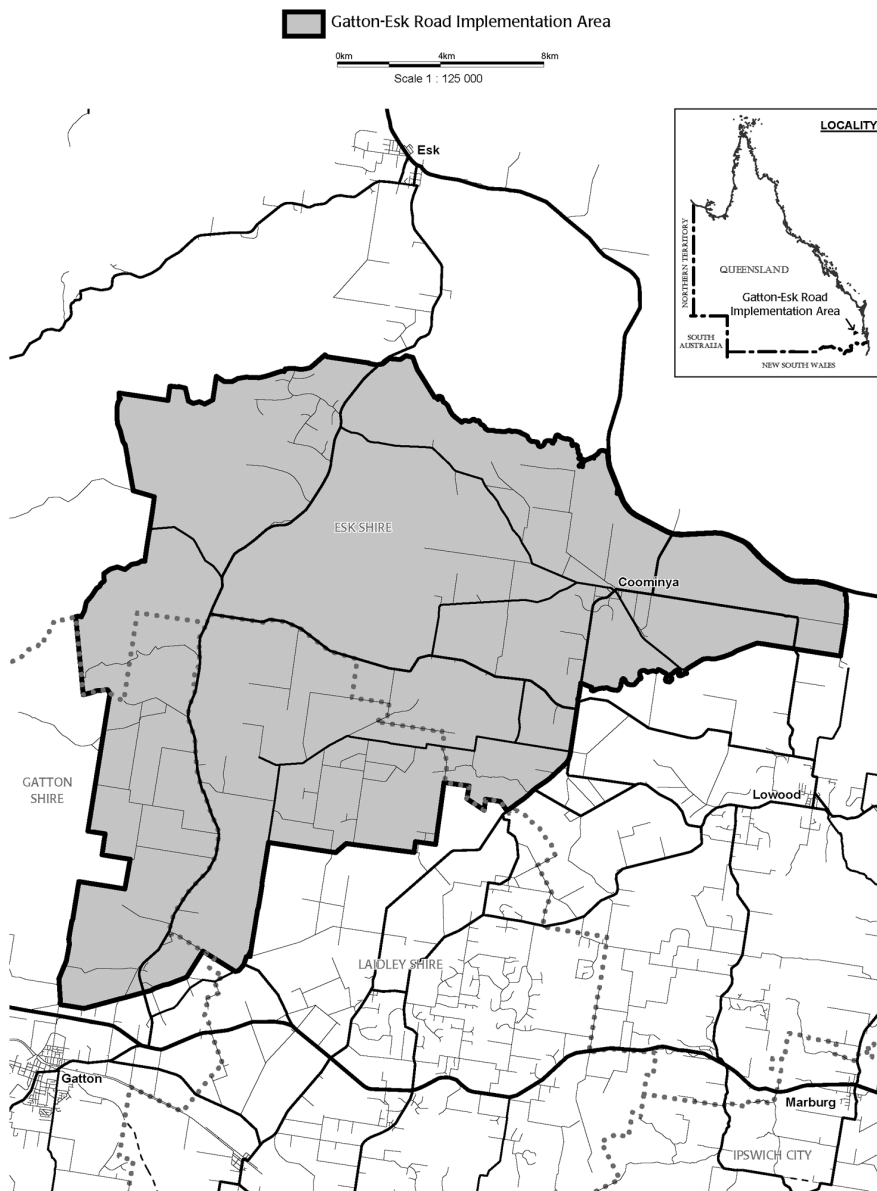 Gatton-Esk Road Implementation Area
0km 4km 8km
Scale 1 : 125 000
LOCALITY
Esk
NORTHERN TERRITORY
QUEENSLAND
Gatton-Esk Road
Implementation Area
SOUTH
AUSTRALIA
NEW SOUTH WALES
ESK SHIRE
Coominya
GATTON
SHIRE
Lowood
LAIDLEY SHIRE
Gatton
Marburg
IPSWICH CITY